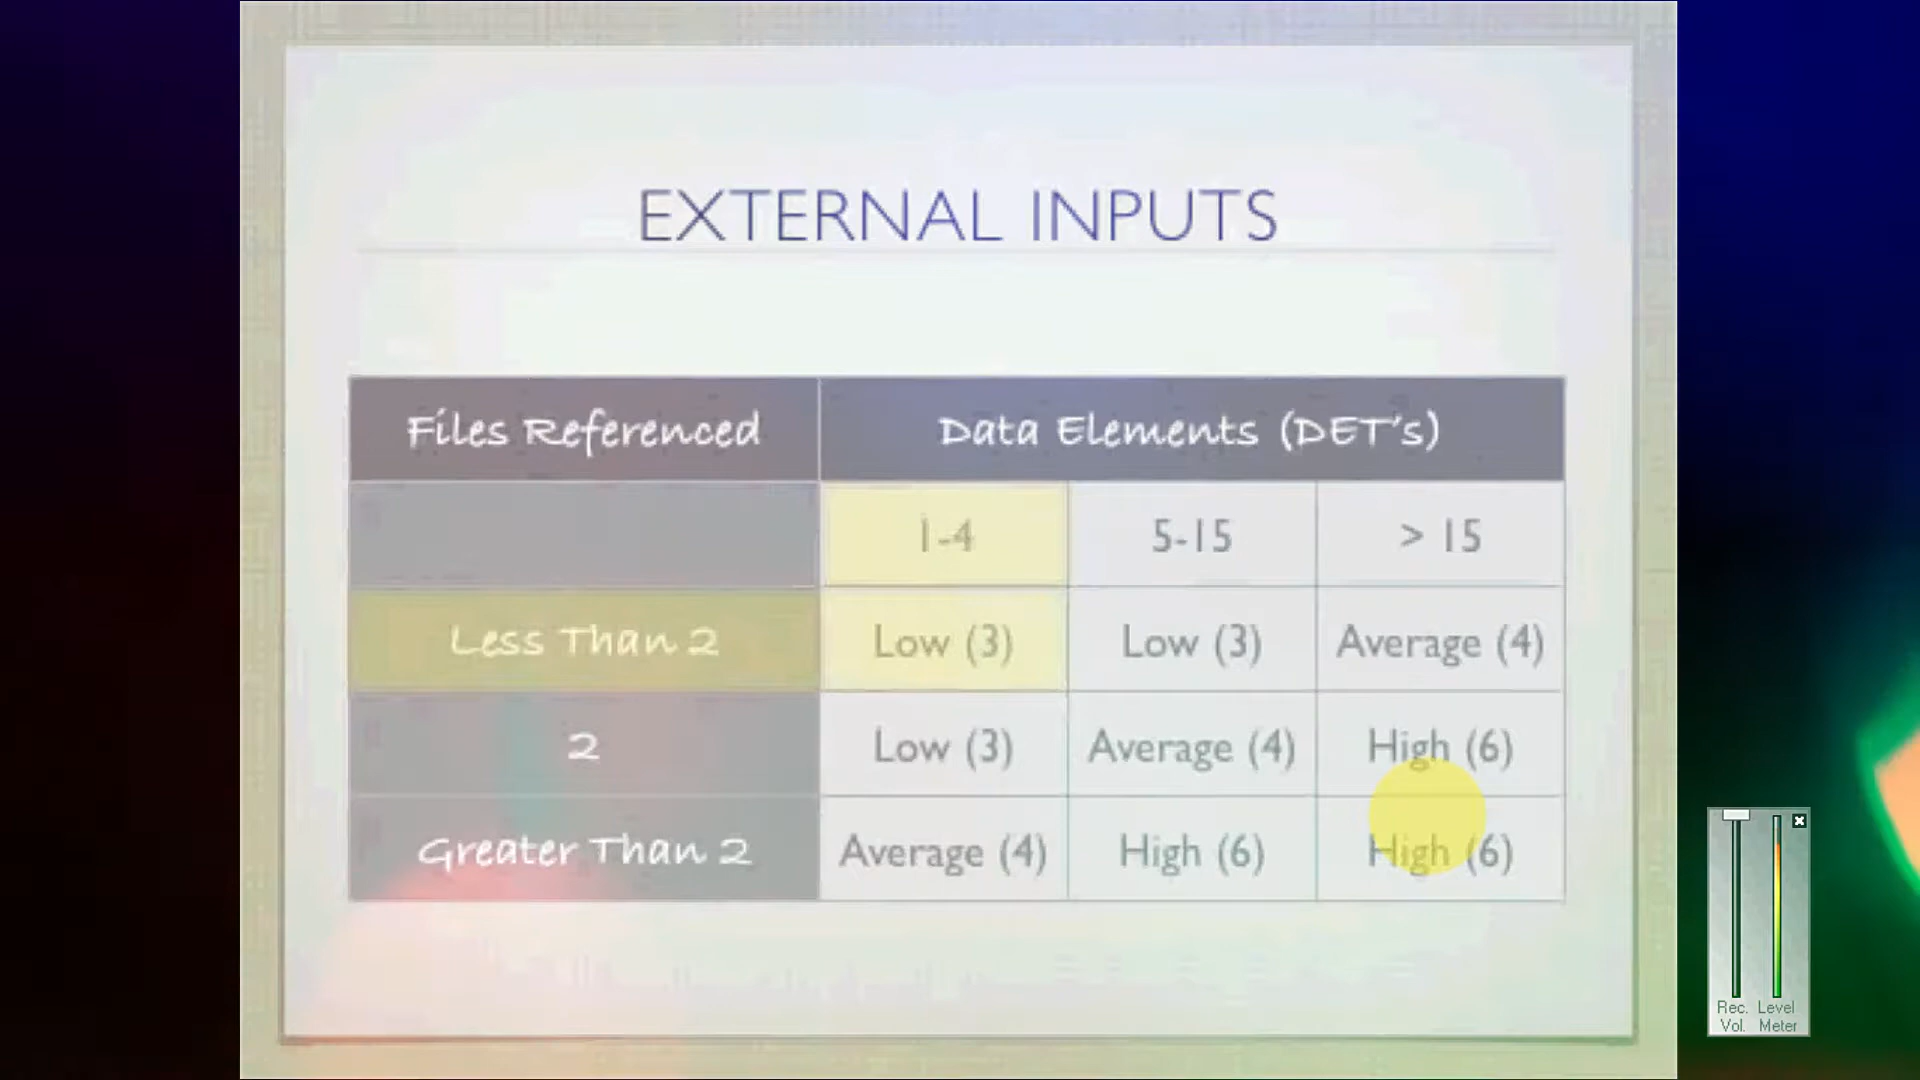 EXTERNAL INPUTS
Files Referenced Data Elements (DET's)
1-4 5-15 > 15
Less Than 2 Low (3) Low (3) Average (4)
2 Low (3) Average (4) High (6)
Greater Than 2 Average (4) High (6) High (6)
Rec. Level
Vol. Meter